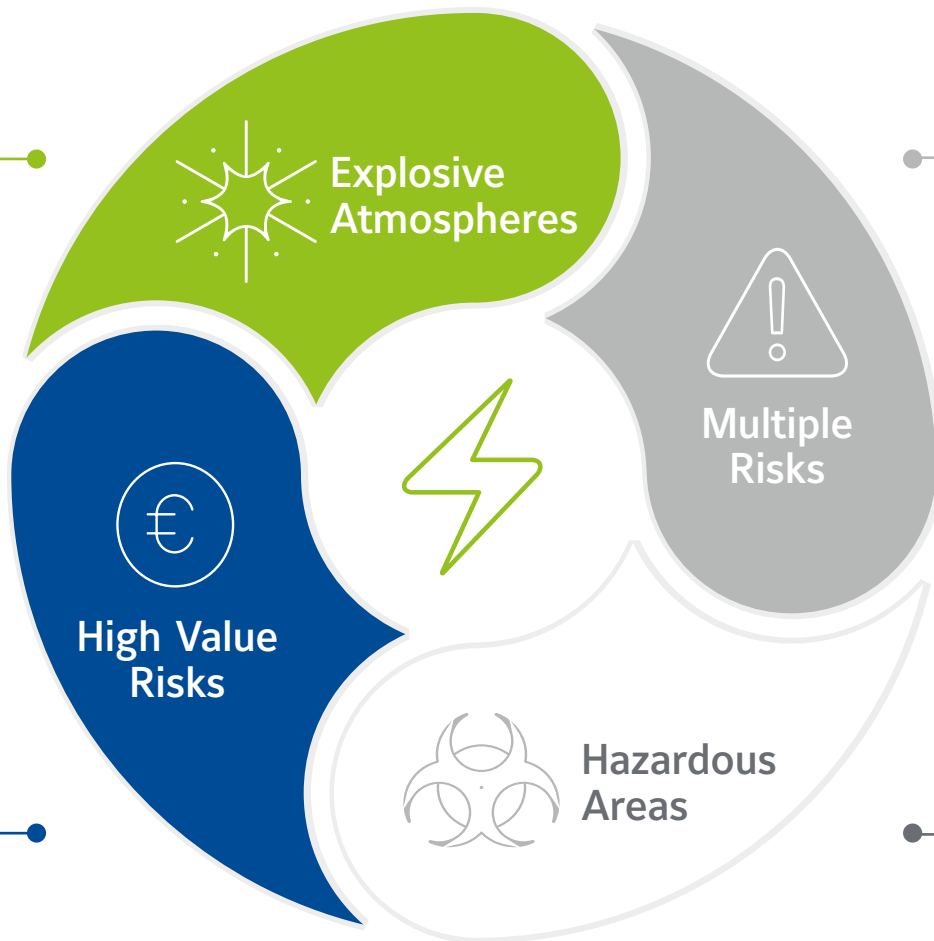 Explosive
Atmospheres
Multiple
Risks
€
High Value
Risks
Hazardous
Areas